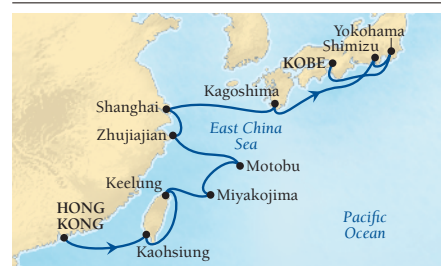 Yokohama
Shimizu
KOBE
Kagoshima
Shanghai
Zhujiajian
East China
Sea
Motobu
Keelung
Miyakojima
HONG
KONG
Kaohsiung
Pacific
Ocean